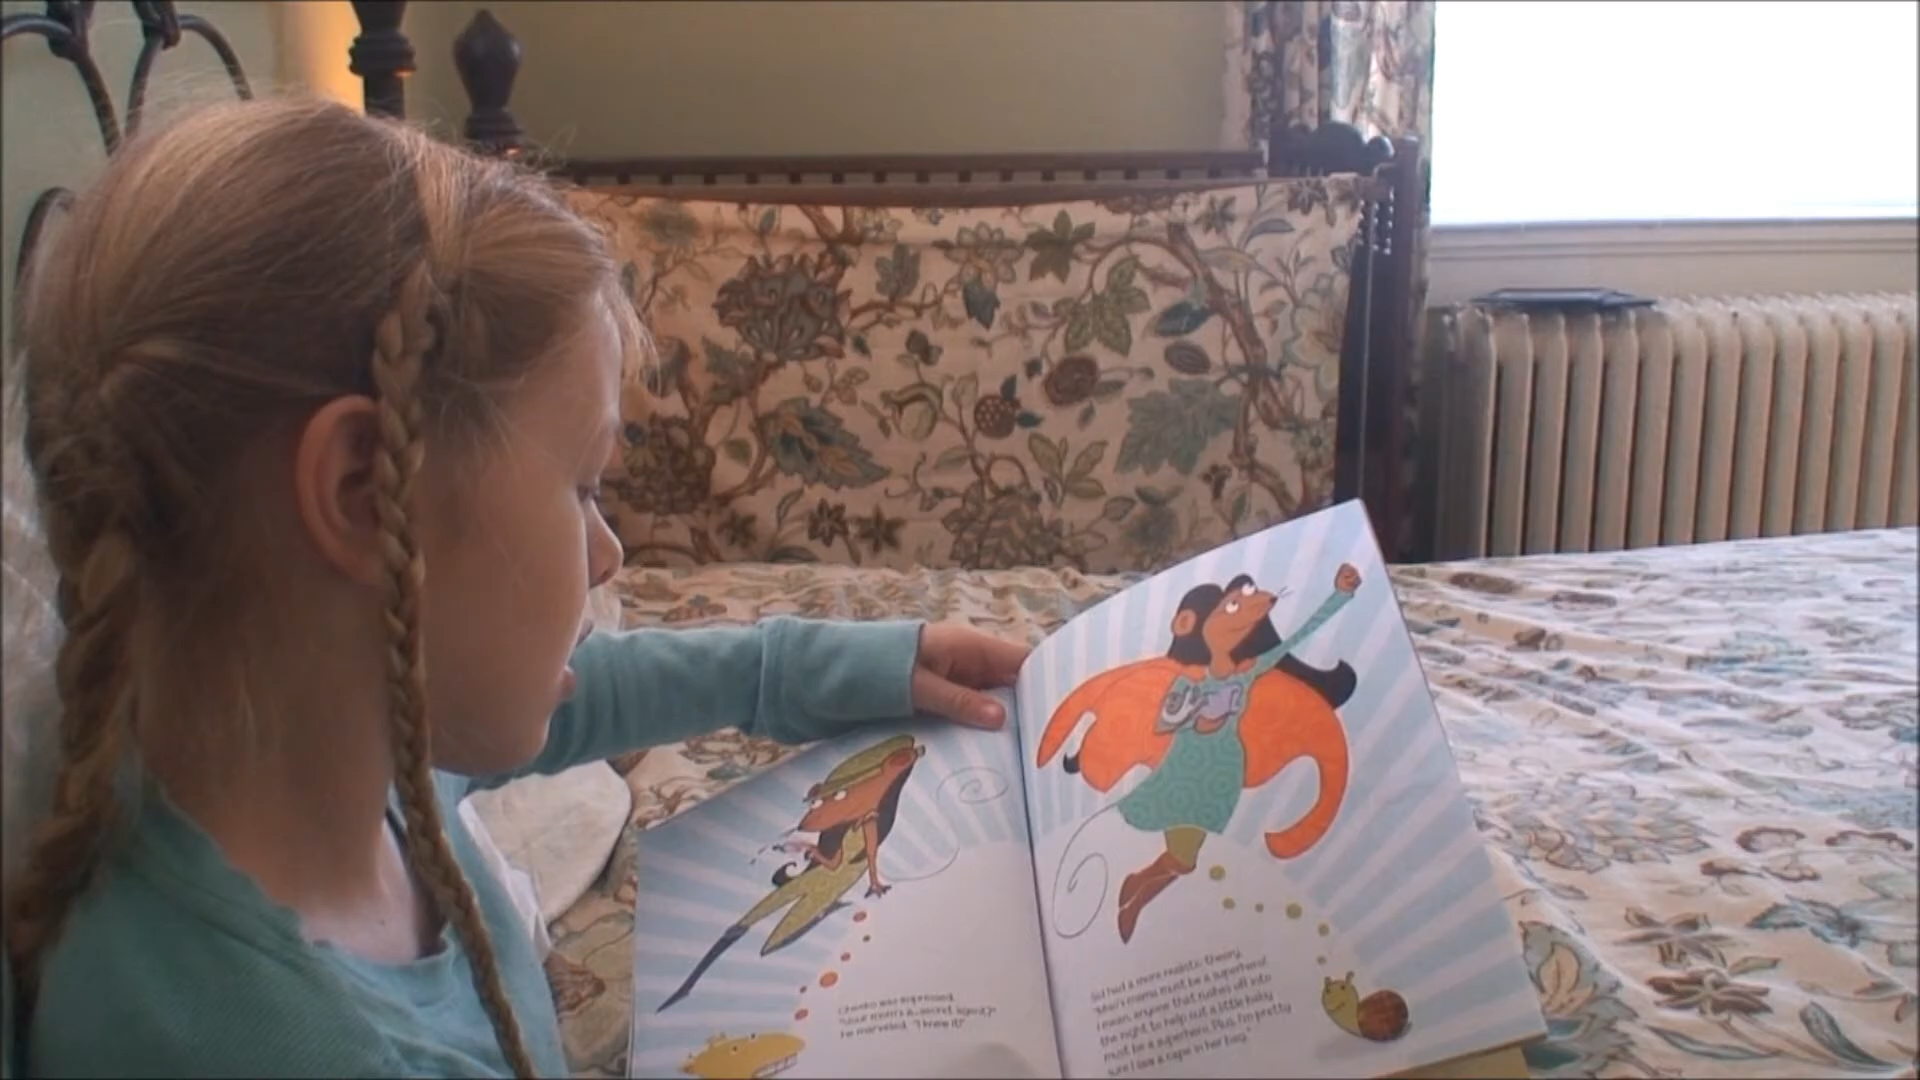 Chanko was impressed.
"Your mom's a...secret agent?"
he marveled. "I knew it!"
Sid had a more realistic theory.
mama must be a superhero!
I mean, anyone that rushes off into
the night to help out a little baby
must be a superhero. Plus, I'm pretty
sure I saw a cape in her bag."